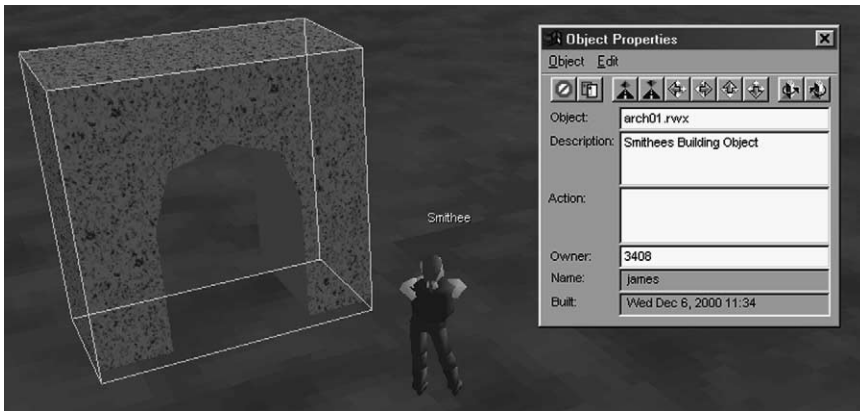 Object Properties
Object Edit
Object: arch01.rwx
Description: Smithees Building Object
Action:
Smithee
Owner: 3408
Name: james
Built: Wed Dec 6, 2000 11:34